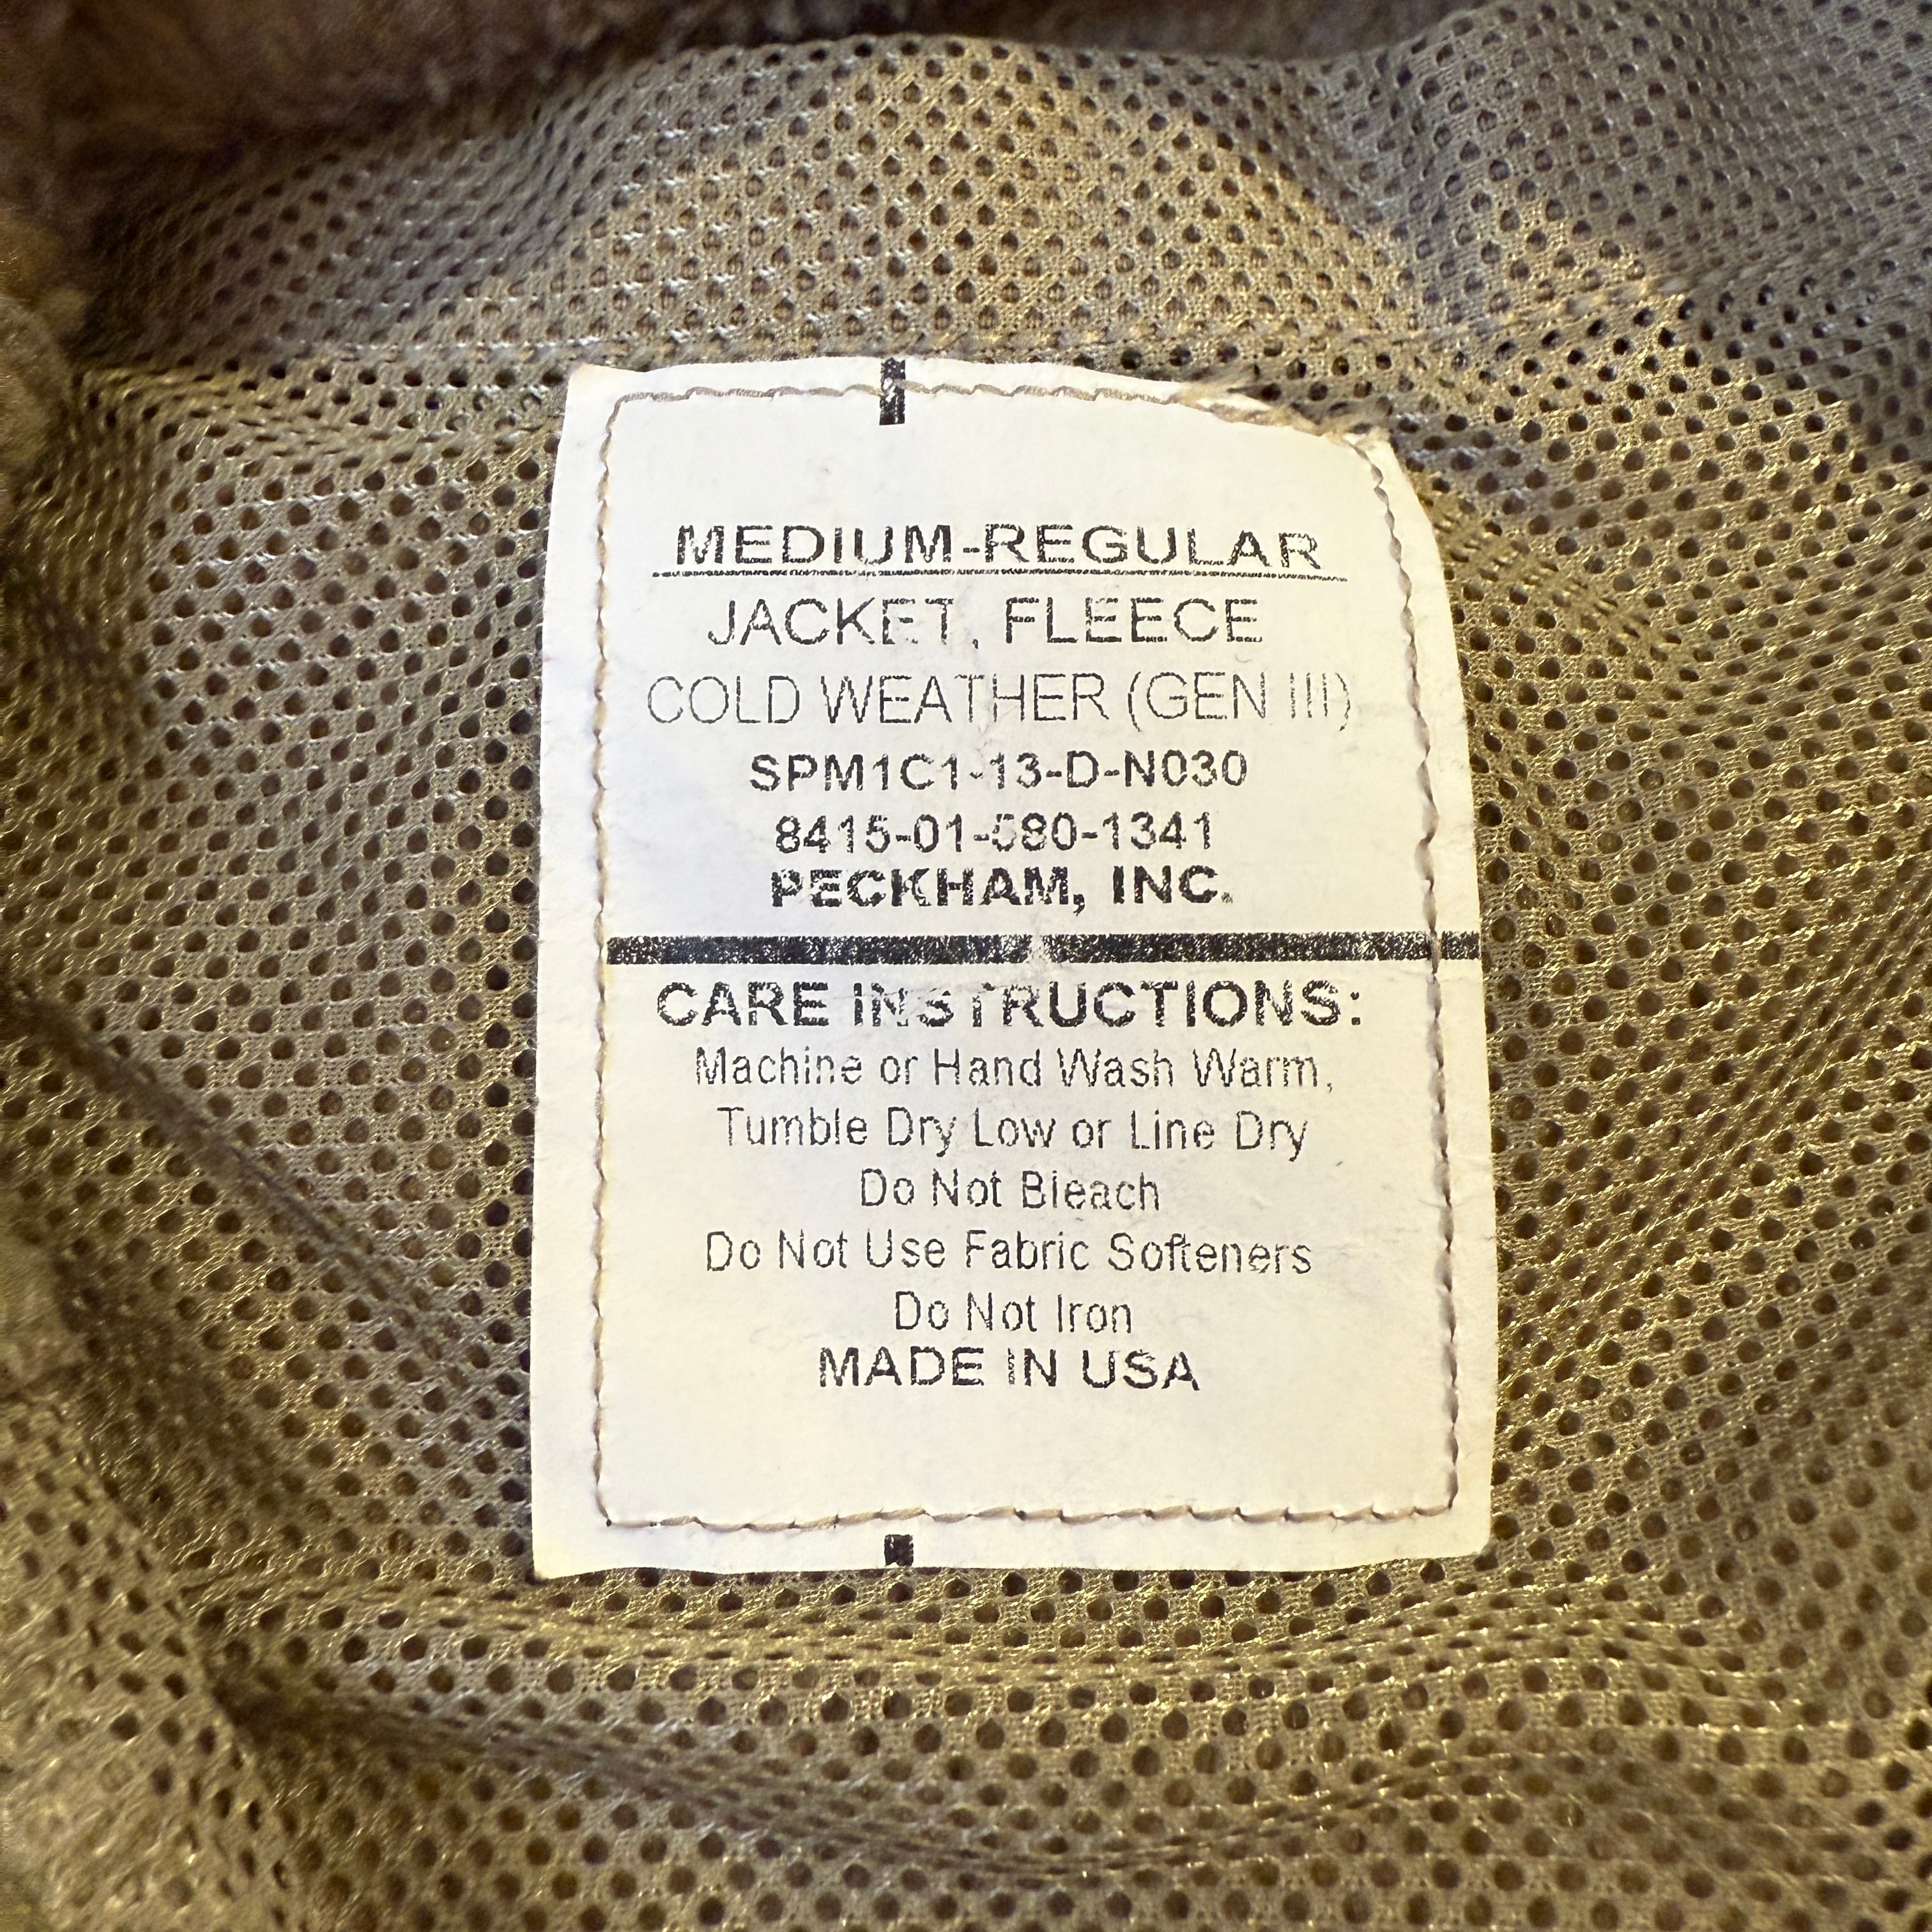 MEDIUM-REGULAR
JACKET, FLEECE
COLD WEATHER (GEN III)
SPM1C1-13-D-N030
8415-01-580-1341
PECKHAM, INC.
CARE INSTRUCTIONS:
Machine or Hand Wash Warm,
Tumble Dry Low or Line Dry
Do Not Bleach
Do Not Use Fabric Softeners
Do Not Iron
MADE IN USA